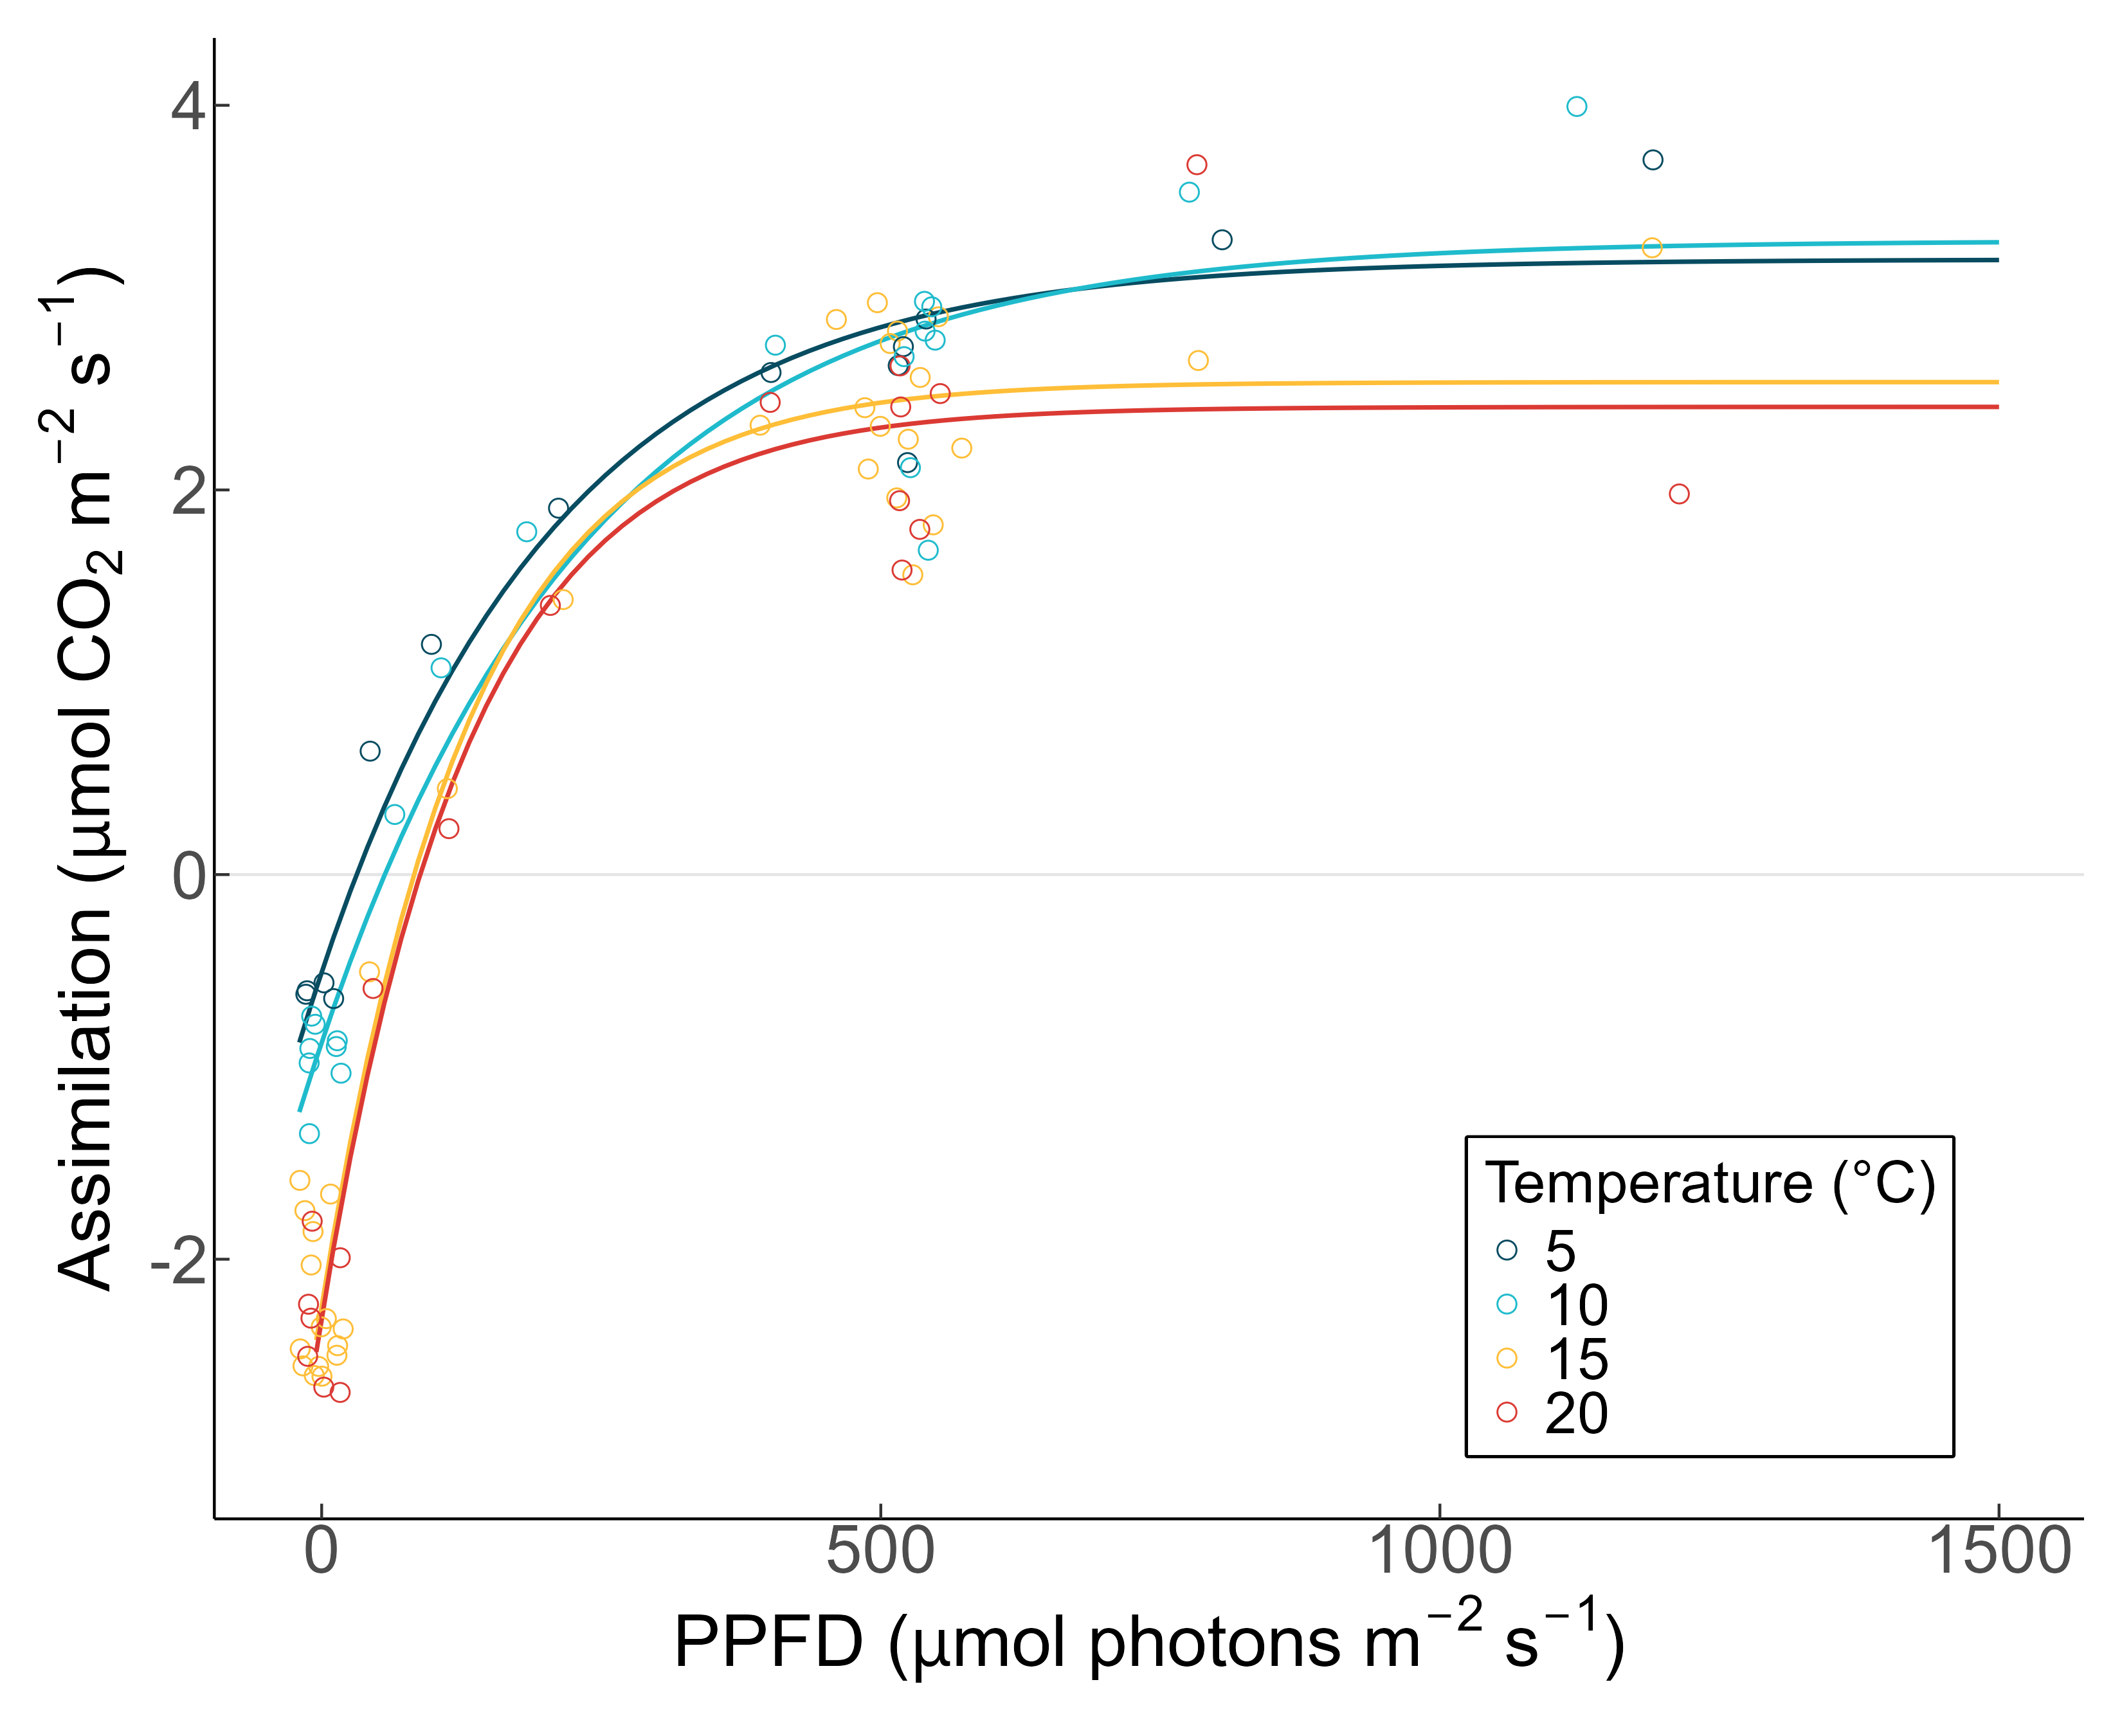 Assimilation (µmol CO₂ m⁻² s⁻¹)
4
2
0
-2
Temperature (°C)
5
10
15
20
0 500 1000 1500
PPFD (µmol photons m⁻² s⁻¹)